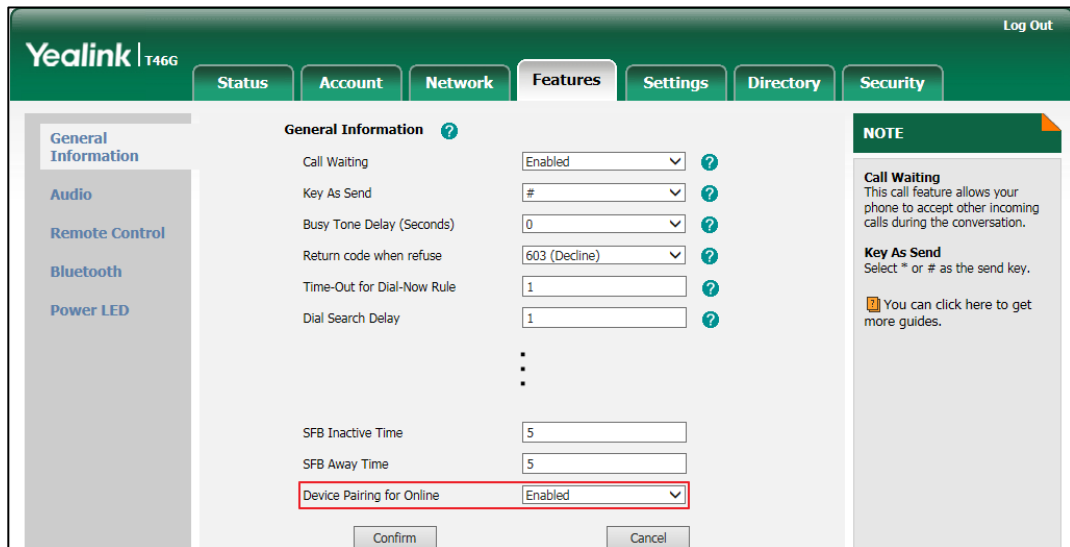 Log Out
Yealink | T46G
Status Account Network Features Settings Directory Security
General
Information
Audio
Remote Control
Bluetooth
Power LED
General Information ?
Call Waiting Enabled ?
Key As Send # ?
Busy Tone Delay (Seconds) 0 ?
Return code when refuse 603 (Decline) ?
Time-Out for Dial-Now Rule 1 ?
Dial Search Delay 1 ?
SFB Inactive Time 5
SFB Away Time 5
Device Pairing for Online Enabled
Confirm Cancel
NOTE
Call Waiting
This call feature allows your
phone to accept other incoming
calls during the conversation.
Key As Send
Select * or # as the send key.
? You can click here to get
more guides.